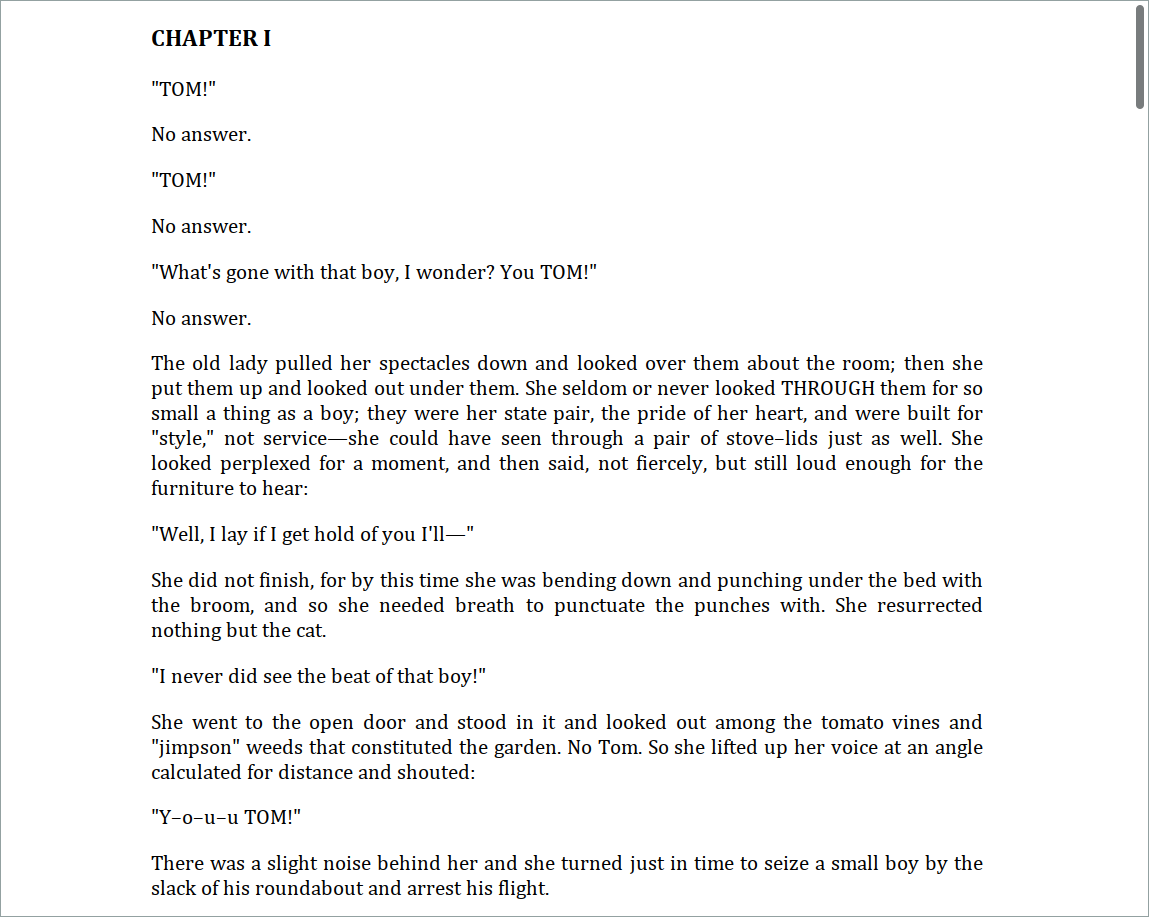 CHAPTER I
"TOM!"
No answer.
"TOM!"
No answer.
"What's gone with that boy, I wonder? You TOM!"
No answer.
The old lady pulled her spectacles down and looked over them about the room; then she
put them up and looked out under them. She seldom or never looked THROUGH them for so
small a thing as a boy; they were her state pair, the pride of her heart, and were built for
"style," not service—she could have seen through a pair of stove–lids just as well. She
looked perplexed for a moment, and then said, not fiercely, but still loud enough for the
furniture to hear:
"Well, I lay if I get hold of you I'll—"
She did not finish, for by this time she was bending down and punching under the bed with
the broom, and so she needed breath to punctuate the punches with. She resurrected
nothing but the cat.
"I never did see the beat of that boy!"
She went to the open door and stood in it and looked out among the tomato vines and
"jimpson" weeds that constituted the garden. No Tom. So she lifted up her voice at an angle
calculated for distance and shouted:
"Y–o–u–u TOM!"
There was a slight noise behind her and she turned just in time to seize a small boy by the
slack of his roundabout and arrest his flight.